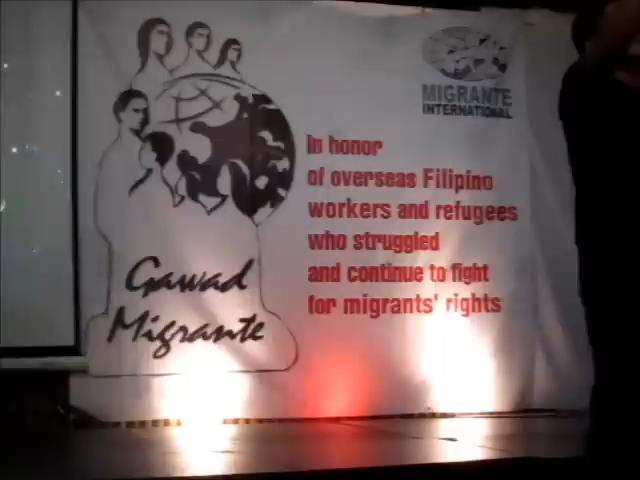 MIGRANTE
INTERNATIONAL
In honor
of overseas Filipino
workers and refugees
who struggled
and continue to fight
for migrants' rights
Gawad
Migrante